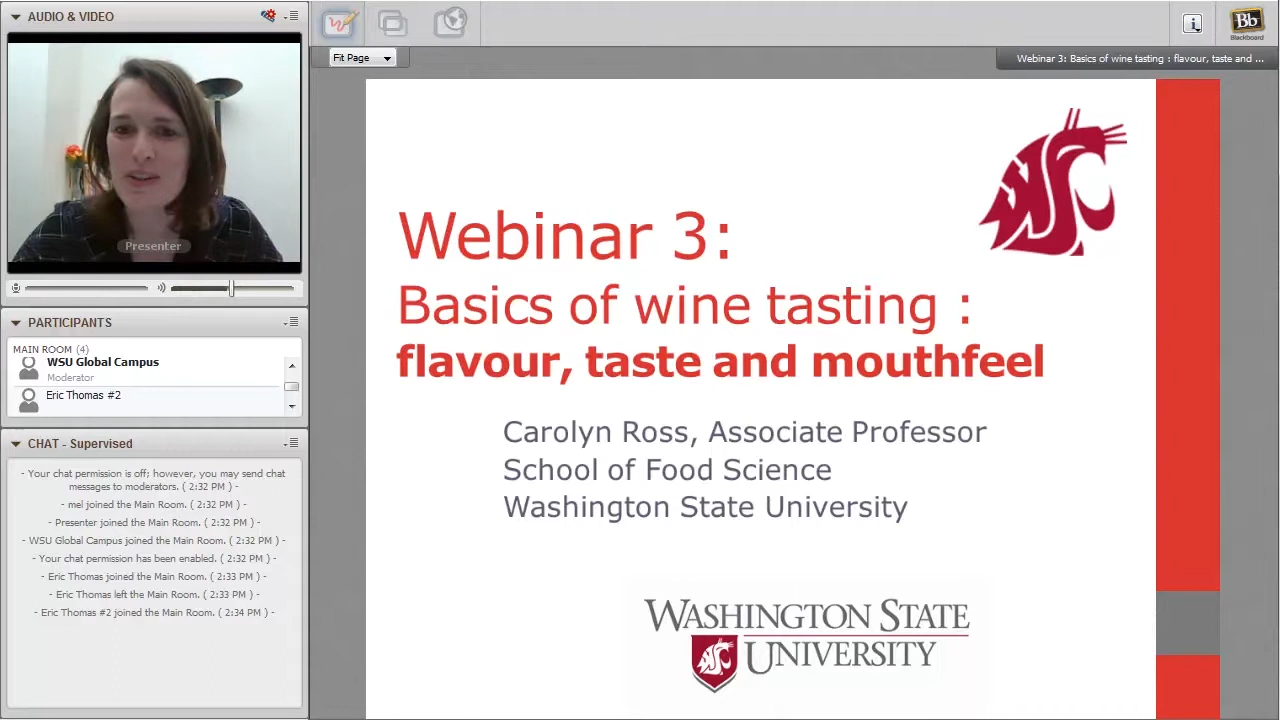 AUDIO & VIDEO
Presenter
PARTICIPANTS
MAIN ROOM (4)
WSU Global Campus
Moderator
Eric Thomas #2
CHAT - Supervised
- Your chat permission is off; however, you may send chat
messages to moderators. ( 2:32 PM ) -
- mel joined the Main Room. ( 2:32 PM ) -
- Presenter joined the Main Room. ( 2:32 PM ) -
- WSU Global Campus joined the Main Room. ( 2:32 PM ) -
- Your chat permission has been enabled. ( 2:32 PM ) -
- Eric Thomas joined the Main Room. ( 2:33 PM ) -
- Eric Thomas left the Main Room. ( 2:33 PM ) -
- Eric Thomas #2 joined the Main Room. ( 2:34 PM ) -
Fit Page
Bb
Blackboard
Webinar 3: Basics of wine tasting : flavour, taste and ...
WSC
Webinar 3:
Basics of wine tasting :
flavour, taste and mouthfeel
Carolyn Ross, Associate Professor
School of Food Science
Washington State University
WASHINGTON STATE
UNIVERSITY